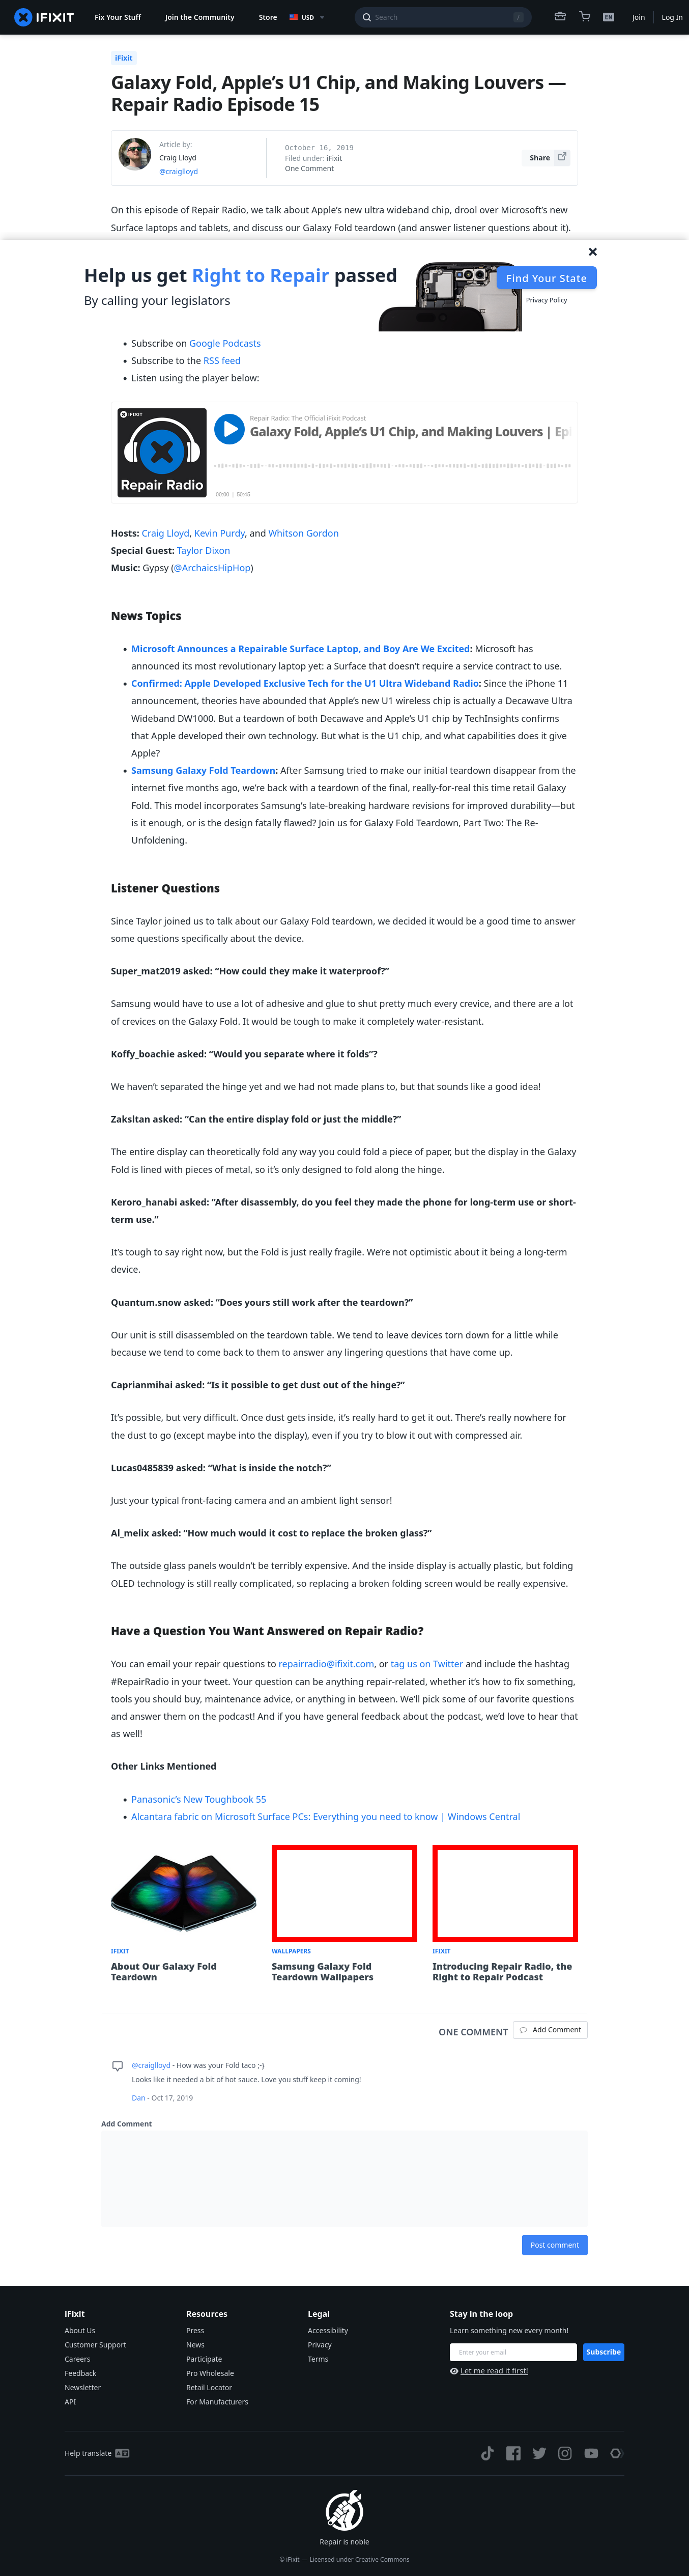 IFIXIT
Fix Your Stuff
Join the Community
Store
USD
Search
/
EN
Join
Log In
iFixit
Galaxy Fold, Apple’s U1 Chip, and Making Louvers —
Repair Radio Episode 15
Article by:
Craig Lloyd
@craiglloyd
October 16, 2019
Filed under: iFixit
One Comment
Share
On this episode of Repair Radio, we talk about Apple’s new ultra wideband chip, drool over Microsoft’s new
Surface laptops and tablets, and discuss our Galaxy Fold teardown (and answer listener questions about it).
Help us get Right to Repair passed
By calling your legislators
Find Your State
Privacy Policy
Subscribe on Google Podcasts
Subscribe to the RSS feed
Listen using the player below:
IFIXIT
Repair Radio
Repair Radio: The Official iFixit Podcast
Galaxy Fold, Apple’s U1 Chip, and Making Louvers | Epi
00:00 | 50:45
Hosts: Craig Lloyd, Kevin Purdy, and Whitson Gordon
Special Guest: Taylor Dixon
Music: Gypsy (@ArchaicsHipHop)
News Topics
Microsoft Announces a Repairable Surface Laptop, and Boy Are We Excited: Microsoft has
announced its most revolutionary laptop yet: a Surface that doesn’t require a service contract to use.
Confirmed: Apple Developed Exclusive Tech for the U1 Ultra Wideband Radio: Since the iPhone 11
announcement, theories have abounded that Apple’s new U1 wireless chip is actually a Decawave Ultra
Wideband DW1000. But a teardown of both Decawave and Apple’s U1 chip by TechInsights confirms
that Apple developed their own technology. But what is the U1 chip, and what capabilities does it give
Apple?
Samsung Galaxy Fold Teardown: After Samsung tried to make our initial teardown disappear from the
internet five months ago, we’re back with a teardown of the final, really-for-real this time retail Galaxy
Fold. This model incorporates Samsung’s late-breaking hardware revisions for improved durability—but
is it enough, or is the design fatally flawed? Join us for Galaxy Fold Teardown, Part Two: The Re-
Unfoldening.
Listener Questions
Since Taylor joined us to talk about our Galaxy Fold teardown, we decided it would be a good time to answer
some questions specifically about the device.
Super_mat2019 asked: “How could they make it waterproof?”
Samsung would have to use a lot of adhesive and glue to shut pretty much every crevice, and there are a lot
of crevices on the Galaxy Fold. It would be tough to make it completely water-resistant.
Koffy_boachie asked: “Would you separate where it folds”?
We haven’t separated the hinge yet and we had not made plans to, but that sounds like a good idea!
Zaksltan asked: “Can the entire display fold or just the middle?”
The entire display can theoretically fold any way you could fold a piece of paper, but the display in the Galaxy
Fold is lined with pieces of metal, so it’s only designed to fold along the hinge.
Keroro_hanabi asked: “After disassembly, do you feel they made the phone for long-term use or short-
term use.”
It’s tough to say right now, but the Fold is just really fragile. We’re not optimistic about it being a long-term
device.
Quantum.snow asked: “Does yours still work after the teardown?”
Our unit is still disassembled on the teardown table. We tend to leave devices torn down for a little while
because we tend to come back to them to answer any lingering questions that have come up.
Caprianmihai asked: “Is it possible to get dust out of the hinge?”
It’s possible, but very difficult. Once dust gets inside, it’s really hard to get it out. There’s really nowhere for
the dust to go (except maybe into the display), even if you try to blow it out with compressed air.
Lucas0485839 asked: “What is inside the notch?”
Just your typical front-facing camera and an ambient light sensor!
Al_melix asked: “How much would it cost to replace the broken glass?”
The outside glass panels wouldn’t be terribly expensive. And the inside display is actually plastic, but folding
OLED technology is still really complicated, so replacing a broken folding screen would be really expensive.
Have a Question You Want Answered on Repair Radio?
You can email your repair questions to repairradio@ifixit.com, or tag us on Twitter and include the hashtag
#RepairRadio in your tweet. Your question can be anything repair-related, whether it’s how to fix something,
tools you should buy, maintenance advice, or anything in between. We’ll pick some of our favorite questions
and answer them on the podcast! And if you have general feedback about the podcast, we’d love to hear that
as well!
Other Links Mentioned
Panasonic’s New Toughbook 55
Alcantara fabric on Microsoft Surface PCs: Everything you need to know | Windows Central
IFIXIT
About Our Galaxy Fold
Teardown
WALLPAPERS
Samsung Galaxy Fold
Teardown Wallpapers
IFIXIT
Introducing Repair Radio, the
Right to Repair Podcast
ONE COMMENT
Add Comment
@craiglloyd - How was your Fold taco ;-)
Looks like it needed a bit of hot sauce. Love you stuff keep it coming!
Dan - Oct 17, 2019
Add Comment
Post comment
iFixit
About Us
Customer Support
Careers
Feedback
Newsletter
API
Resources
Press
News
Participate
Pro Wholesale
Retail Locator
For Manufacturers
Legal
Accessibility
Privacy
Terms
Stay in the loop
Learn something new every month!
Enter your email
Subscribe
Let me read it first!
Help translate
Repair is noble
© iFixit — Licensed under Creative Commons